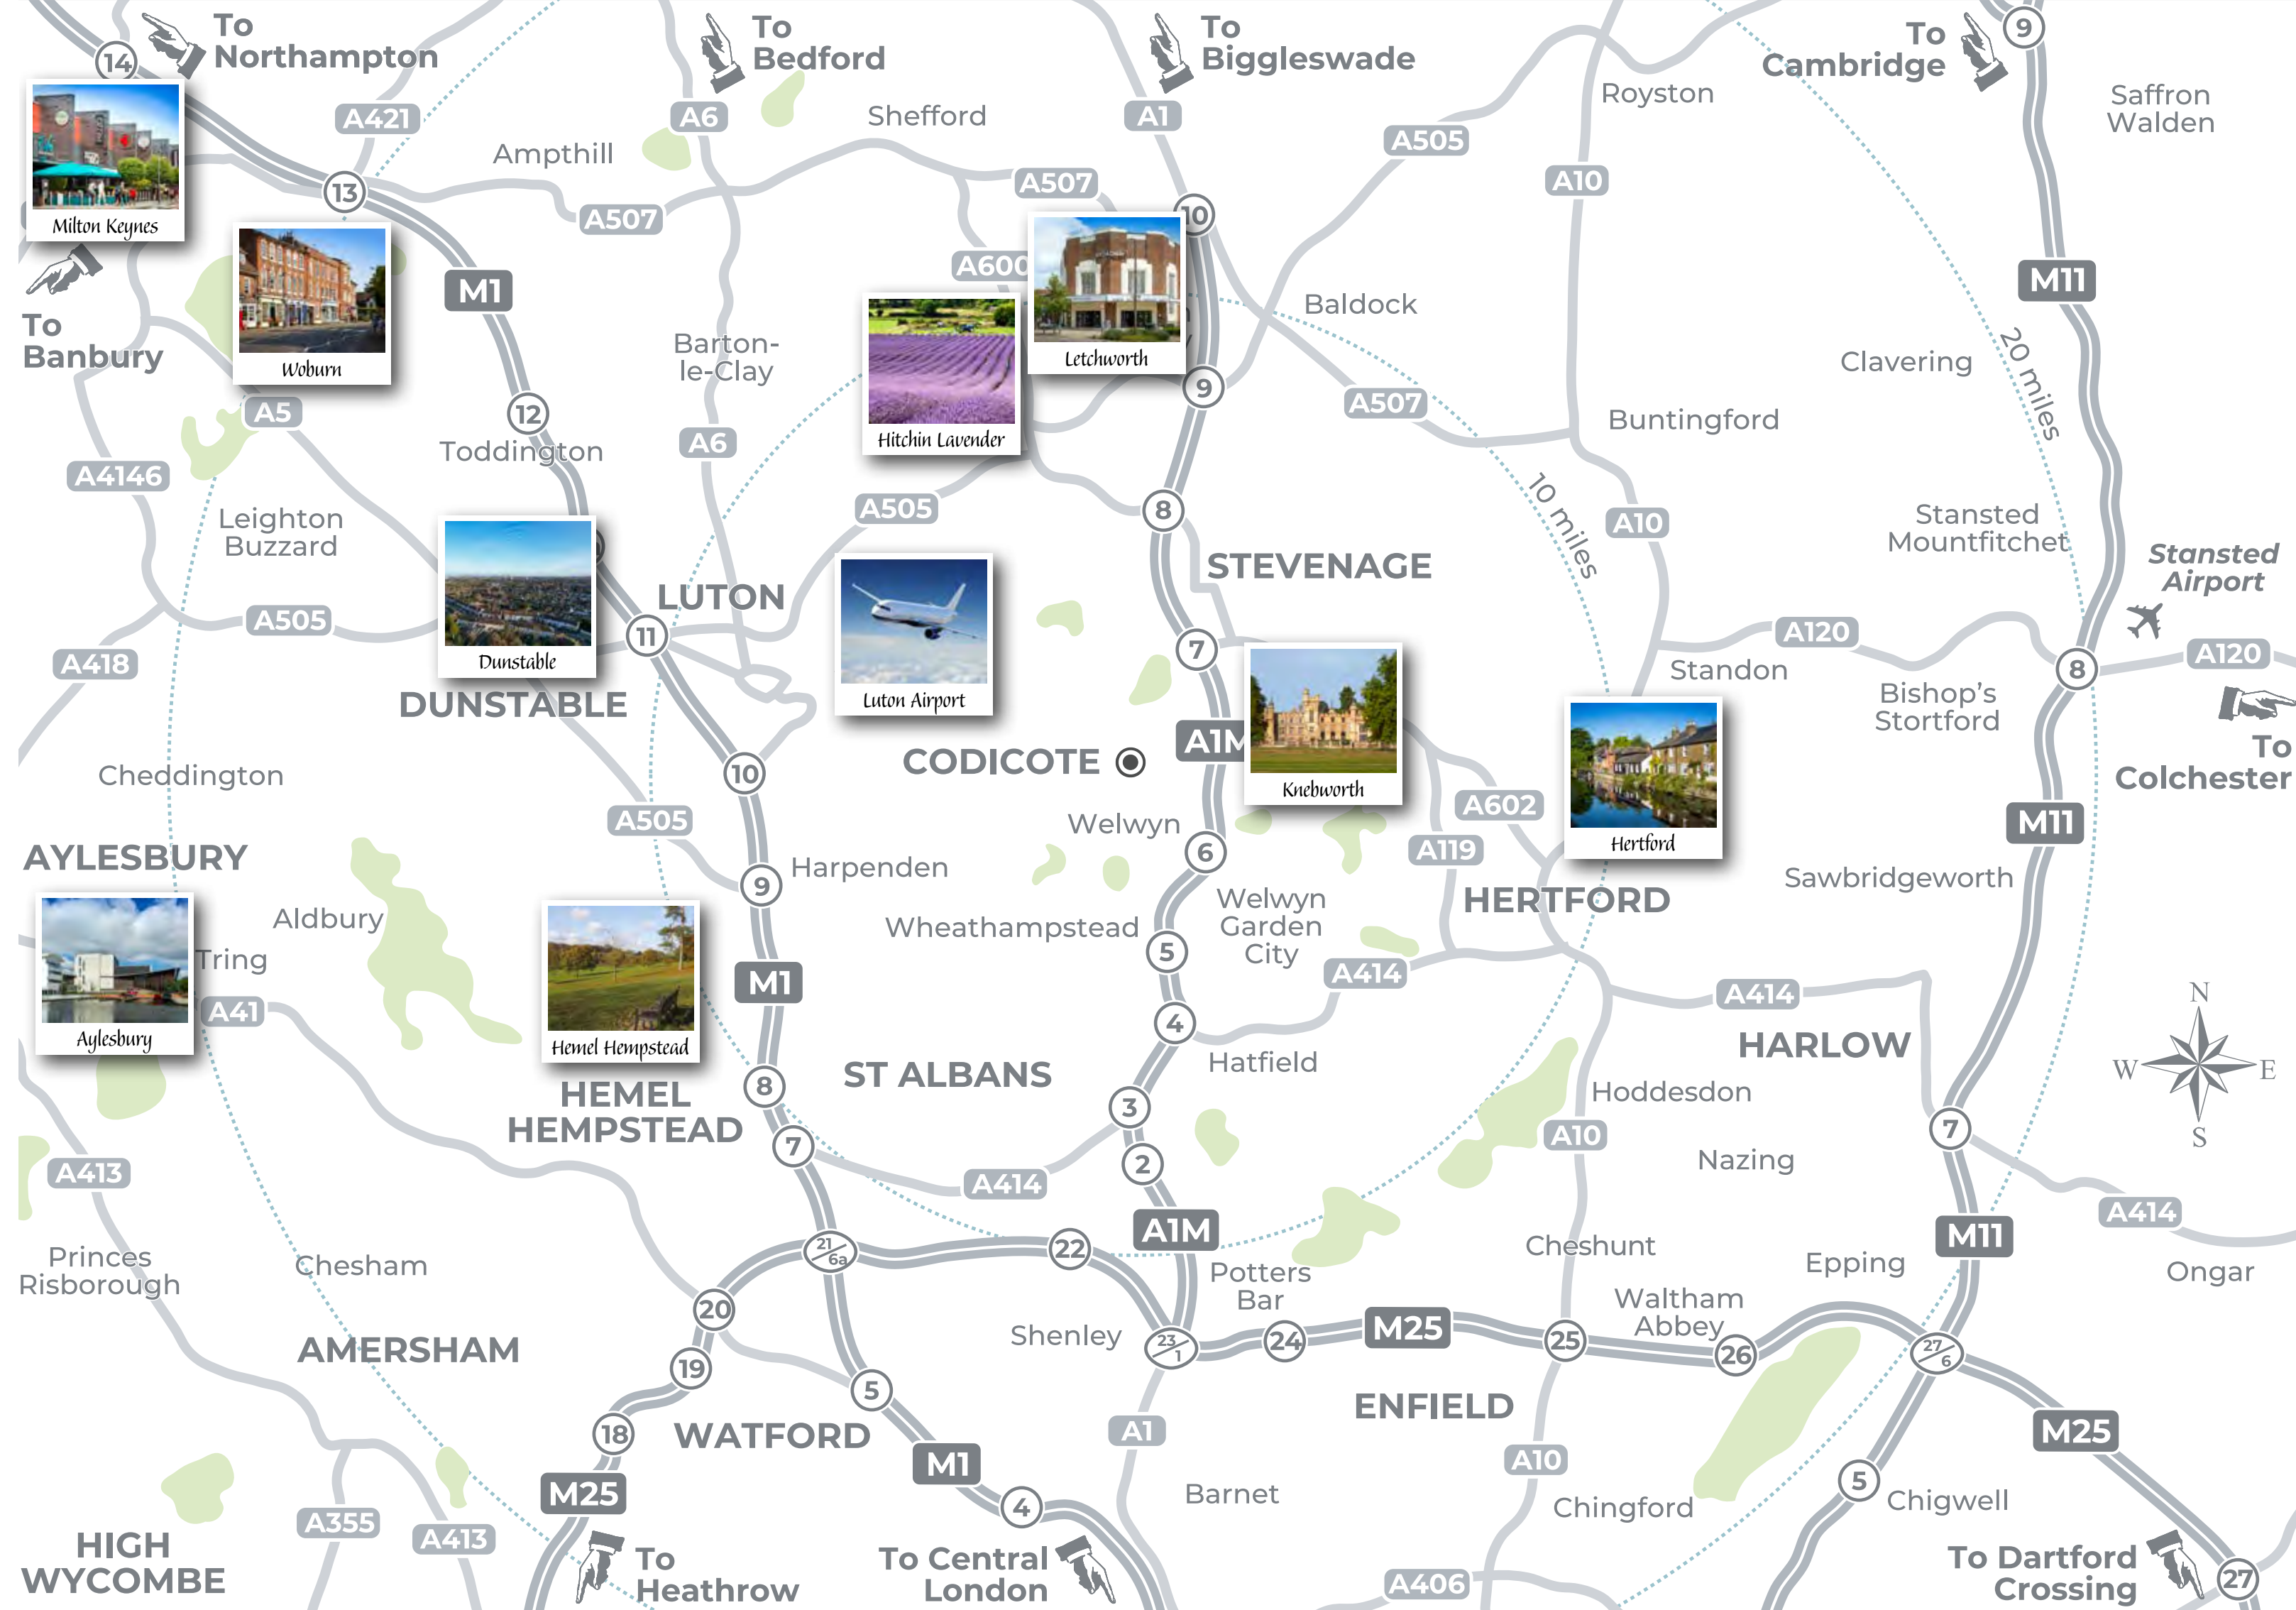 To
Northampton
To
Bedford
To
Biggleswade
To
Cambridge
9
14
Saffron
Walden
Royston
A421
A6
Shefford
A1
A505
Ampthill
A10
Milton Keynes
13
A507
A507
10
A600
M1
M11
Woburn
To
Banbury
Barton-
le-Clay
Letchworth
Baldock
20 miles
Clavering
9
A507
A5
12
Toddington
A6
Hitchin Lavender
Buntingford
A4146
A505
8
10 miles
A10
Leighton
Buzzard
Stansted
Mountfitchet
Stansted
Airport
STEVENAGE
LUTON
A505
11
A120
A120
A418
Dunstable
7
8
Standon
DUNSTABLE
Luton Airport
Bishop's
Stortford
A1M
To
Colchester
CODICOTE
10
Cheddington
Knebworth
A602
A505
Welwyn
M11
Hertford
AYLESBURY
6
A119
Harpenden
9
Sawbridgeworth
HERTFORD
Aldbury
Wheathampstead
Welwyn
Garden
City
5
Tring
M1
A414
A414
A41
N
W
E
S
Aylesbury
Hemel Hempstead
4
Hatfield
HARLOW
ST ALBANS
8
HEMEL
HEMPSTEAD
3
Hoddesdon
7
A10
7
2
Nazing
A413
A414
A414
A1M
M11
Princes
Risborough
Chesham
21
6a
22
Cheshunt
Epping
Ongar
Potters
Bar
20
Waltham
Abbey
Shenley
23
1
24
M25
25
26
27
6
AMERSHAM
19
5
ENFIELD
18
WATFORD
A1
M25
M1
A10
M25
5
4
Barnet
Chingford
Chigwell
A355
A413
HIGH
WYCOMBE
To
Heathrow
To Central
London
A406
To Dartford
Crossing
27